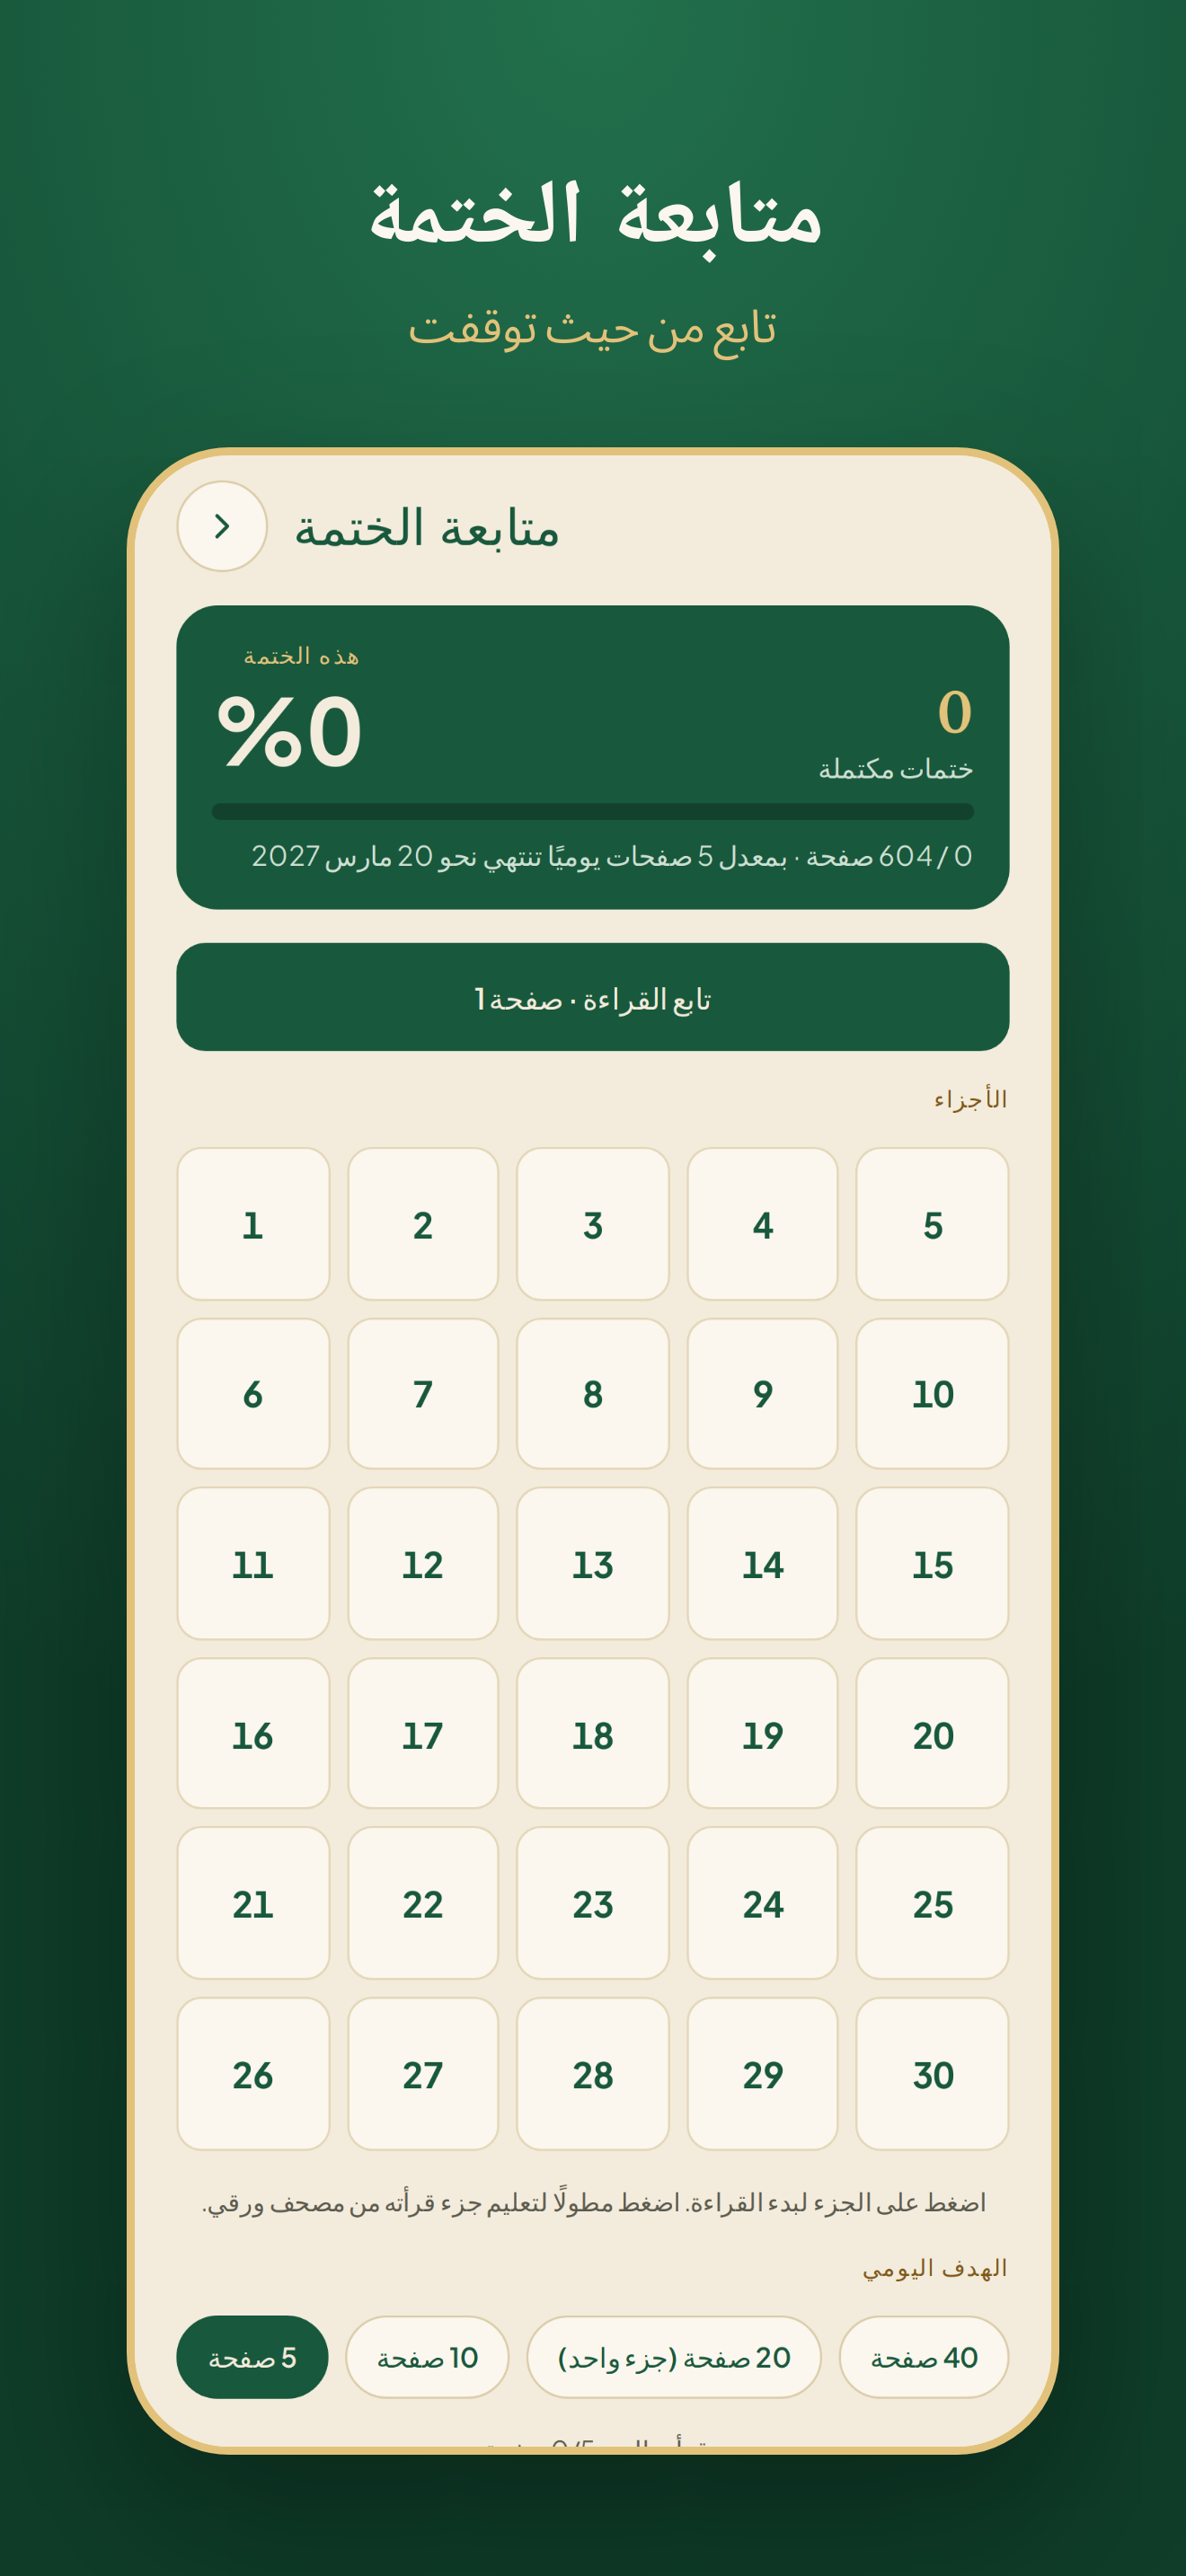 متابعة الختمة
تابع من حيث توقفت
متابعة الختمة
هذه الختمة
%0
0
ختمات مكتملة
0 / 604 صفحة · بمعدل 5 صفحات يوميًا تنتهي نحو 20 مارس 2027
تابع القراءة · صفحة 1
الأجزاء
1 2 3 4 5
6 7 8 9 10
11 12 13 14 15
16 17 18 19 20
21 22 23 24 25
26 27 28 29 30
اضغط على الجزء لبدء القراءة. اضغط مطولًا لتعليم جزء قرأته من مصحف ورقي.
الهدف اليومي
5 صفحة
10 صفحة
20 صفحة (جزء واحد)
40 صفحة